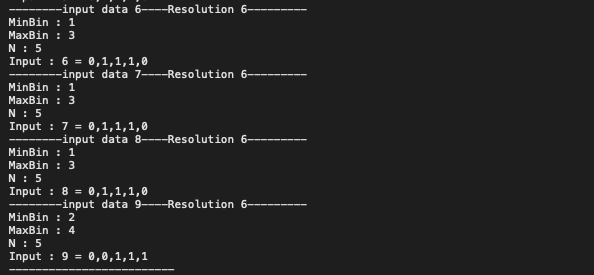 --------input data 6----Resolution 6---------
MinBin : 1
MaxBin : 3
N : 5
Input : 6 = 0,1,1,1,0
--------input data 7----Resolution 6---------
MinBin : 1
MaxBin : 3
N : 5
Input : 7 = 0,1,1,1,0
--------input data 8----Resolution 6---------
MinBin : 1
MaxBin : 3
N : 5
Input : 8 = 0,1,1,1,0
--------input data 9----Resolution 6---------
MinBin : 2
MaxBin : 4
N : 5
Input : 9 = 0,0,1,1,1
-------------------------